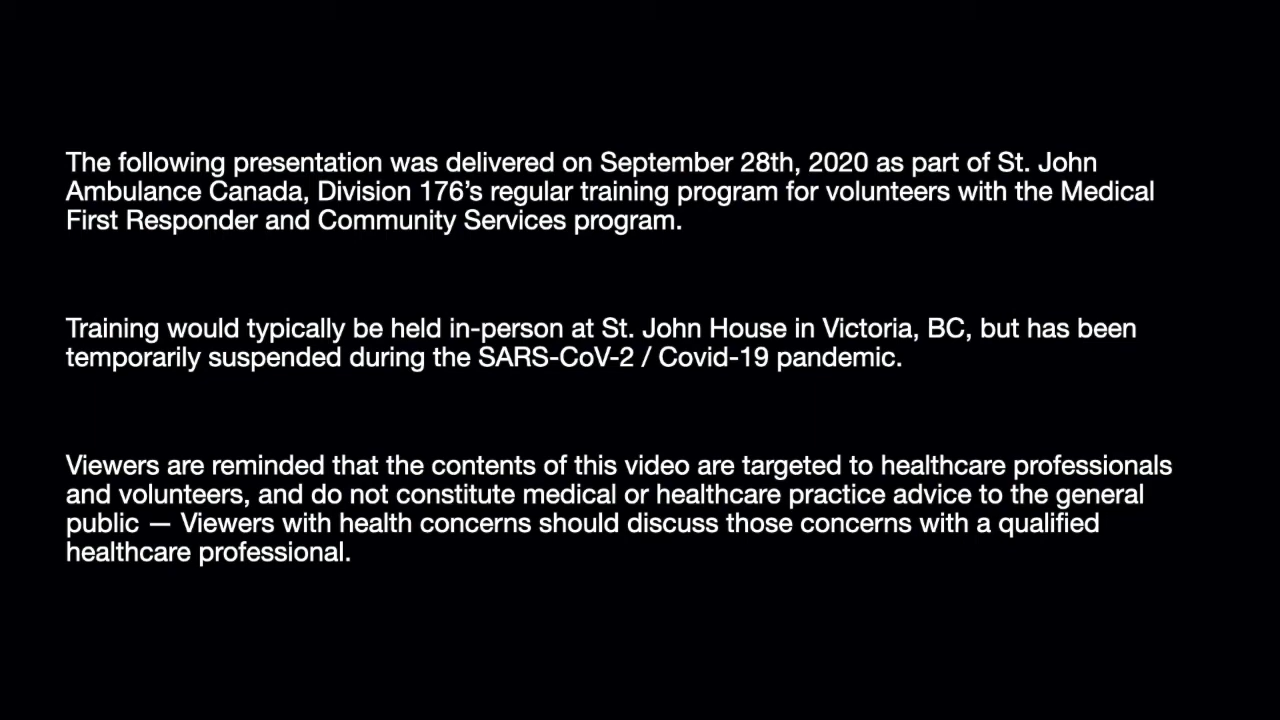 The following presentation was delivered on September 28th, 2020 as part of St. John
Ambulance Canada, Division 176’s regular training program for volunteers with the Medical
First Responder and Community Services program.
Training would typically be held in-person at St. John House in Victoria, BC, but has been
temporarily suspended during the SARS-CoV-2 / Covid-19 pandemic.
Viewers are reminded that the contents of this video are targeted to healthcare professionals
and volunteers, and do not constitute medical or healthcare practice advice to the general
public — Viewers with health concerns should discuss those concerns with a qualified
healthcare professional.